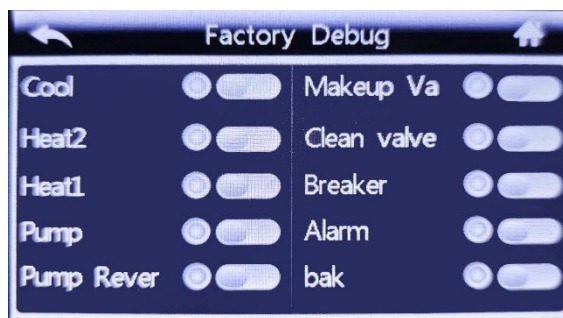 Factory Debug
Cool
Makeup Va
Heat2
Clean valve
Heat1
Breaker
Pump
Alarm
Pump Rever
bak